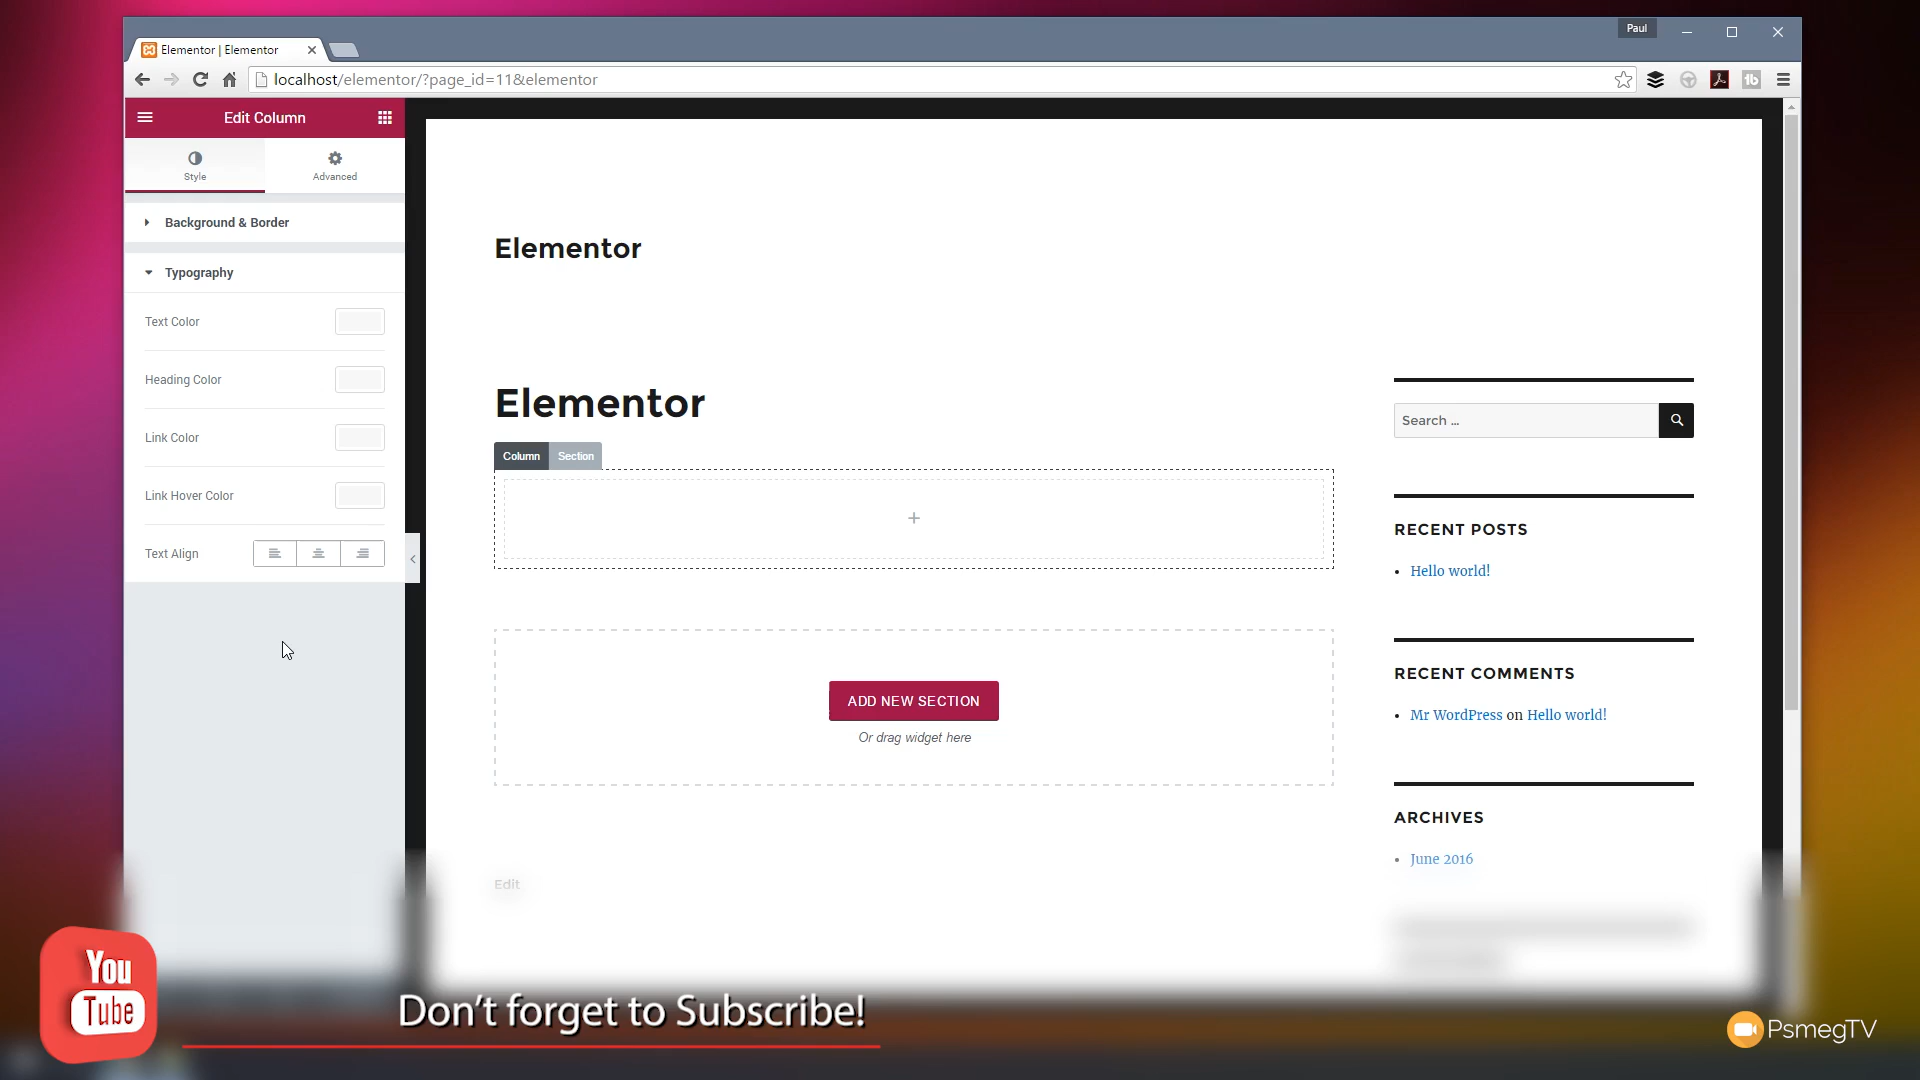 Paul
Elementor | Elementor
localhost/elementor/?page_id=11&elementor
Edit Column
Style
Advanced
Background & Border
Typography
Text Color
Heading Color
Link Color
Link Hover Color
Text Align
Elementor
Elementor
Column
Section
Search ...
RECENT POSTS
Hello world!
RECENT COMMENTS
Mr WordPress on Hello world!
ADD NEW SECTION
Or drag widget here
ARCHIVES
June 2016
Edit
You
Tube
Don't forget to Subscribe!
PsmegTV